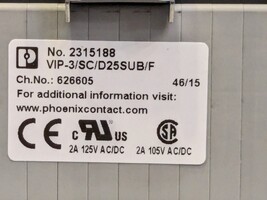 No. 2315188
VIP-3/SC/D25SUB/F
Ch.No.: 626605 46/15
For additional information visit:
www.phoenixcontact.com
CE c UL US SA
2A 125V AC/DC 2A 105V AC/DC